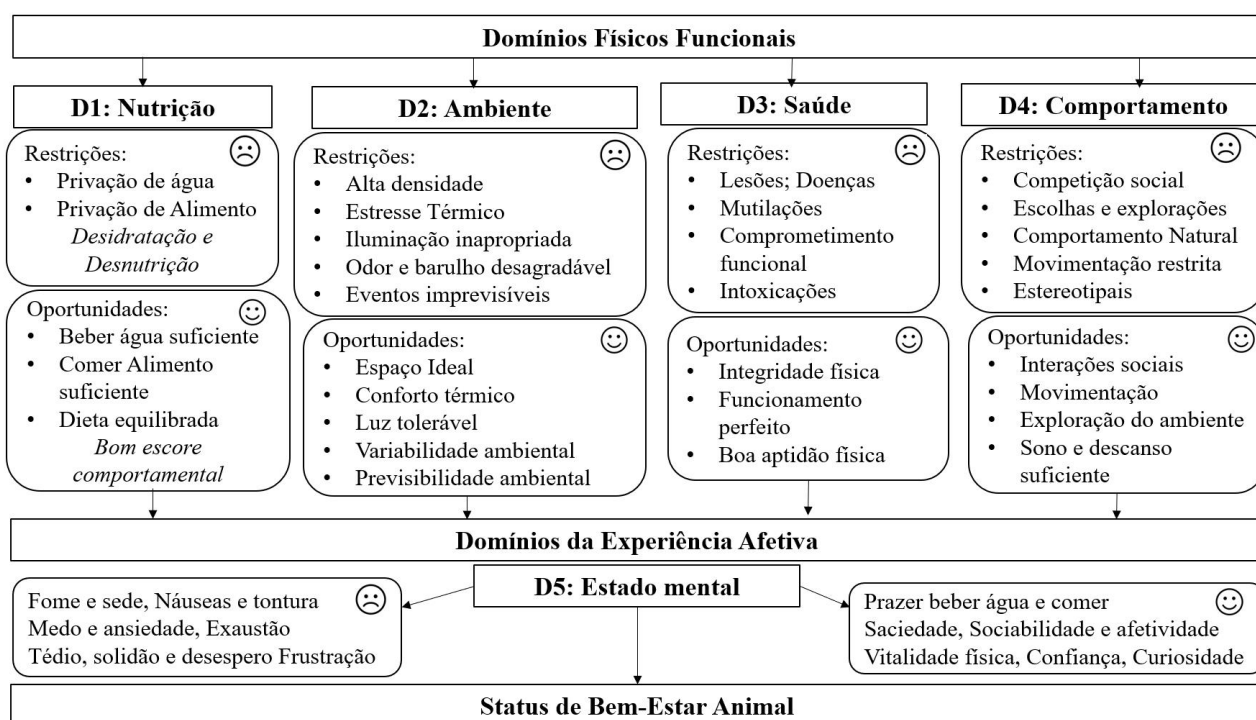 Domínios Físicos Funcionais
D1: Nutrição
Restrições:
• Privação de água
• Privação de Alimento
Desidratação e
Desnutrição
Oportunidades:
• Beber água suficiente
• Comer Alimento
suficiente
• Dieta equilibrada
Bom escore
comportamental
D2: Ambiente
Restrições:
• Alta densidade
• Estresse Térmico
• Iluminação inapropriada
• Odor e barulho desagradável
• Eventos imprevisíveis
Oportunidades:
• Espaço Ideal
• Conforto térmico
• Luz tolerável
• Variabilidade ambiental
• Previsibilidade ambiental
D3: Saúde
Restrições:
• Lesões; Doenças
• Mutilações
• Comprometimento
funcional
• Intoxicações
Oportunidades:
• Integridade física
• Funcionamento
perfeito
• Boa aptidão física
D4: Comportamento
Restrições:
• Competição social
• Escolhas e explorações
• Comportamento Natural
• Movimentação restrita
• Estereotipais
Oportunidades:
• Interações sociais
• Movimentação
• Exploração do ambiente
• Sono e descanso
suficiente
Domínios da Experiência Afetiva
D5: Estado mental
Fome e sede, Náuseas e tontura
Medo e ansiedade, Exaustão
Tédio, solidão e desespero Frustração
Prazer beber água e comer
Saciedade, Sociabilidade e afetividade
Vitalidade física, Confiança, Curiosidade
Status de Bem-Estar Animal